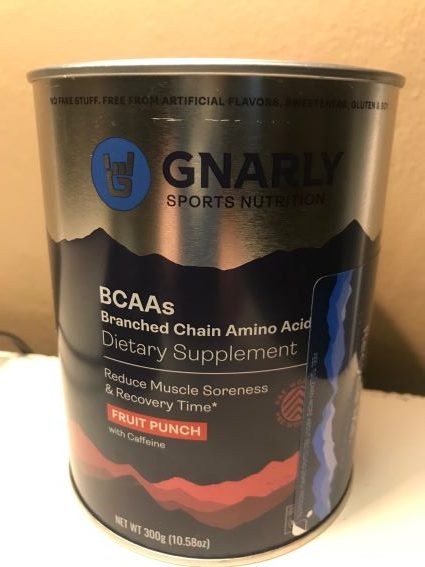 NO FAKE STUFF. FREE FROM ARTIFICIAL FLAVORS, SWEETENERS, GLUTEN & SOY
GNARLY
SPORTS NUTRITION
BCAAs
Branched Chain Amino Acid
Dietary Supplement
Reduce Muscle Soreness
& Recovery Time*
FRUIT PUNCH
with Caffeine
NET WT 300g (10.58oz)